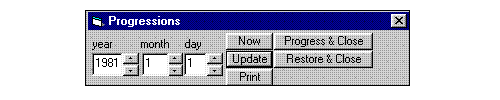 Progressions
year month day Now Progress & Close
1981 1 1 Update Restore & Close
Print